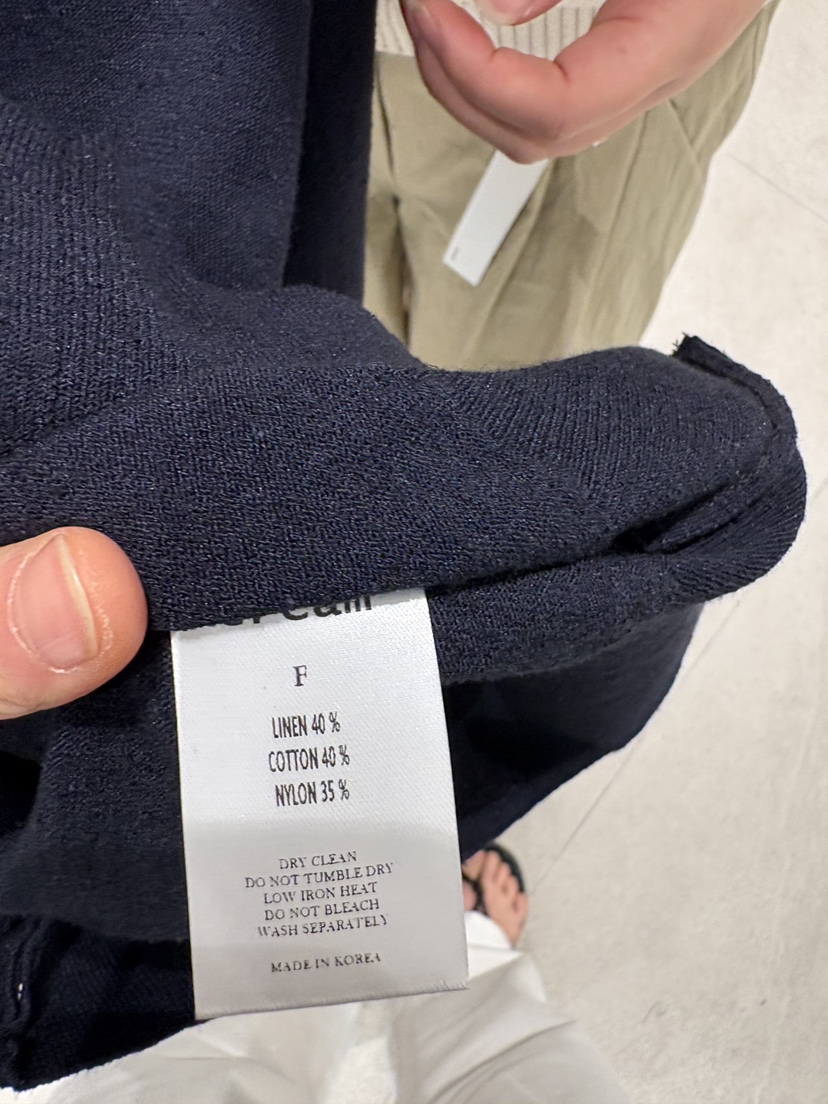 F
LINEN 40 %
COTTON 40 %
NYLON 35 %
DRY CLEAN
DO NOT TUMBLE DRY
LOW IRON HEAT
DO NOT BLEACH
WASH SEPARATELY
MADE IN KOREA